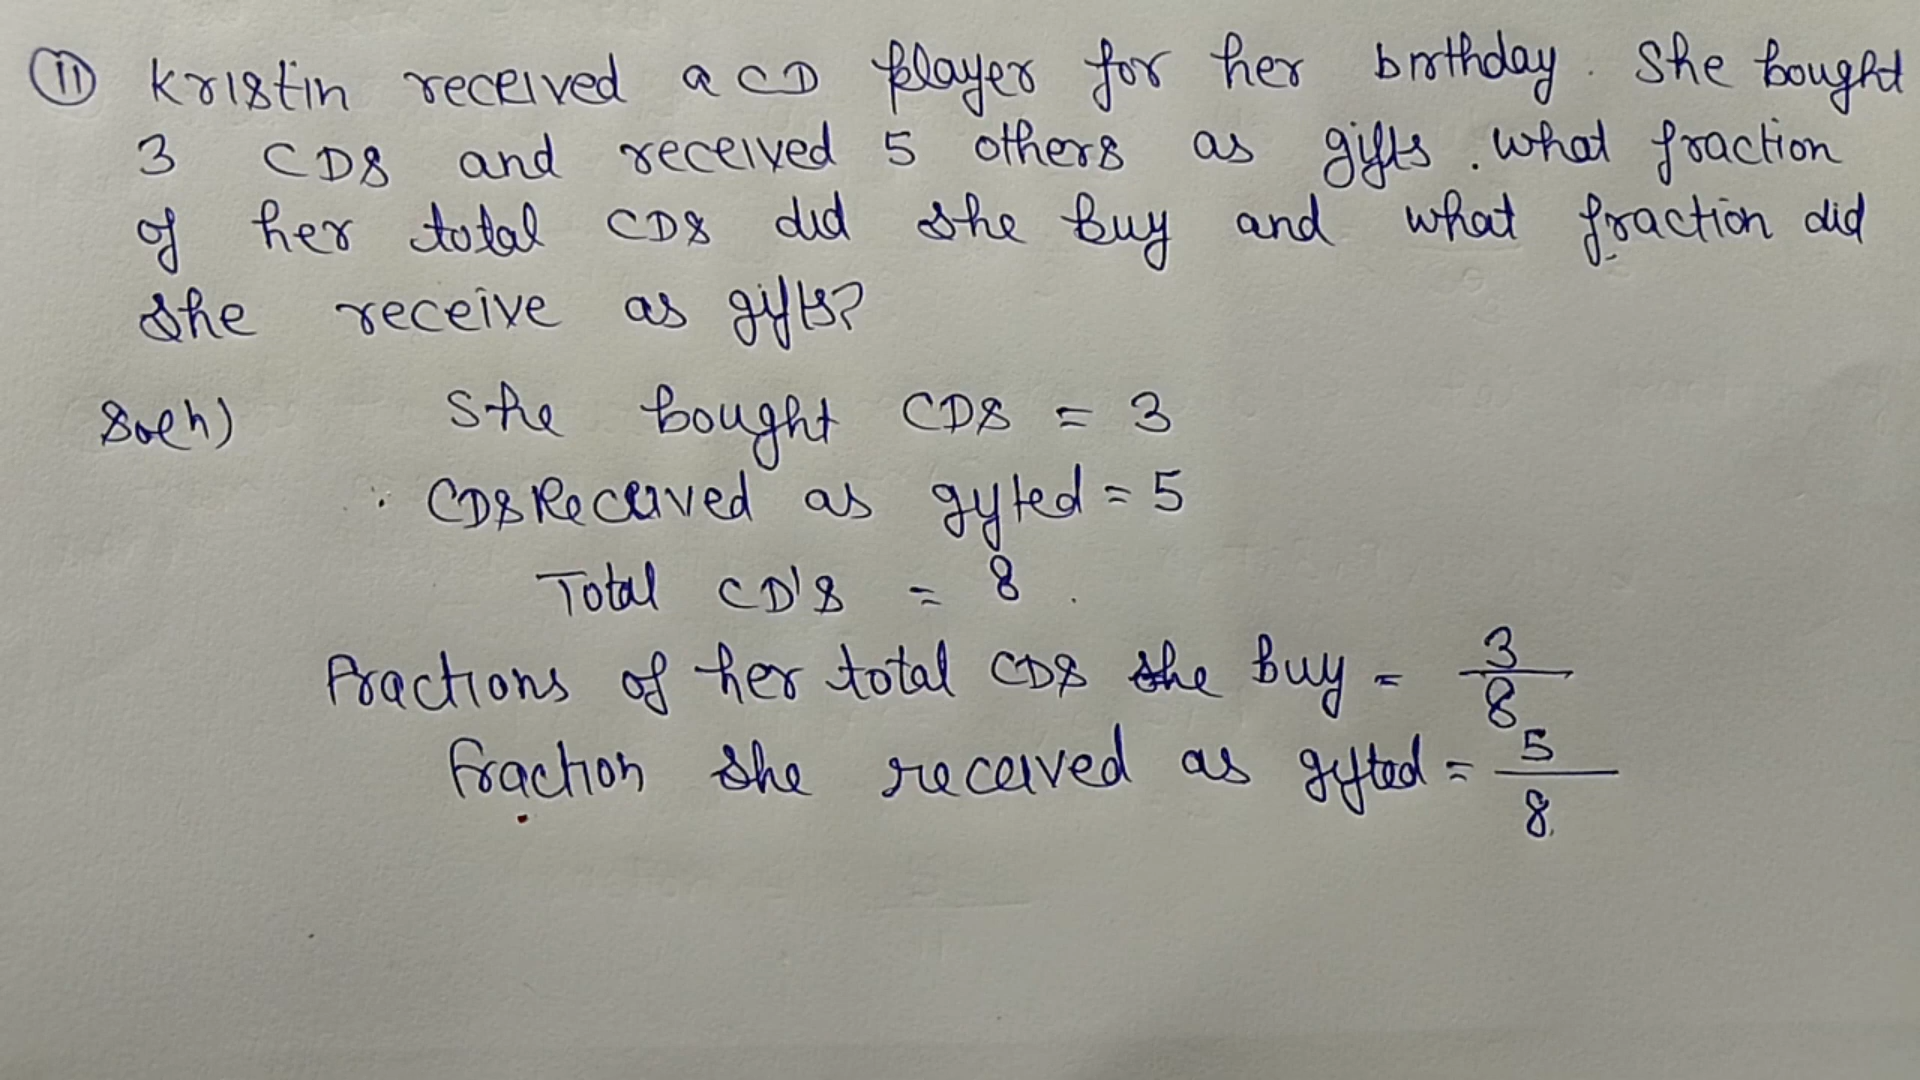 11 Kristin received a CD player for her birthday. She bought
3 CDs and received 5 others as gifts. what fraction
of her total CDs did she buy and what fraction did
she receive as gifts?
Soln) She bought CDs = 3
CDs Received as gifted = 5
Total CD's = 8.
Fractions of her total CDs she buy = 3/8
fraction she received as gifted = 5/8.